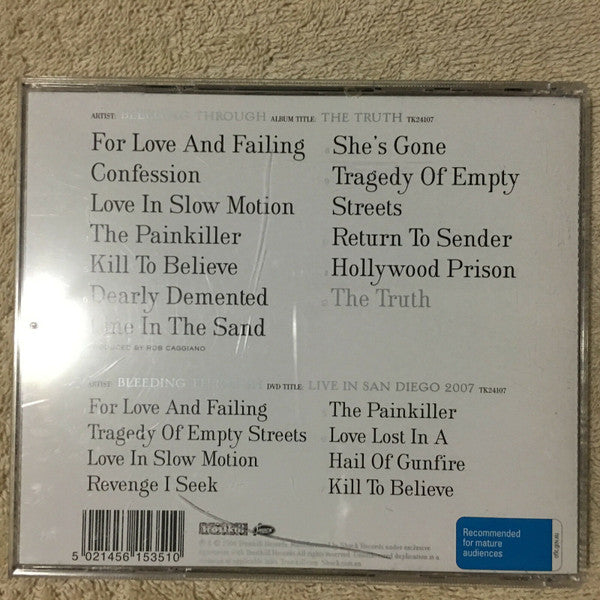 ARTIST: BLEEDING THROUGH ALBUM TITLE: THE TRUTH TK24107
For Love And Failing
Confession
Love In Slow Motion
The Painkiller
Kill To Believe
Dearly Demented
Line In The Sand
PRODUCED BY ROB CAGGIANO
She's Gone
Tragedy Of Empty
Streets
Return To Sender
Hollywood Prison
The Truth
ARTIST: BLEEDING THROUGH DVD TITLE: LIVE IN SAN DIEGO 2007 TK24107
For Love And Failing
Tragedy Of Empty Streets
Love In Slow Motion
Revenge I Seek
The Painkiller
Love Lost In A
Hail Of Gunfire
Kill To Believe
5 021456 153510
Recommended
for mature
audiences